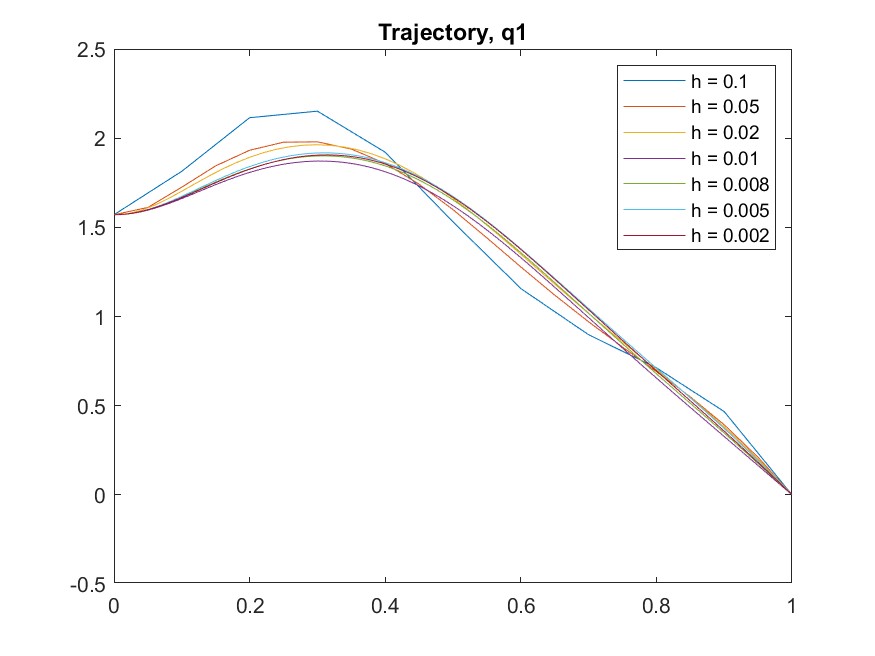 Trajectory, q1
2.5
2
1.5
1
0.5
0
-0.5
h = 0.1
h = 0.05
h = 0.02
h = 0.01
h = 0.008
h = 0.005
h = 0.002
0 0.2 0.4 0.6 0.8 1